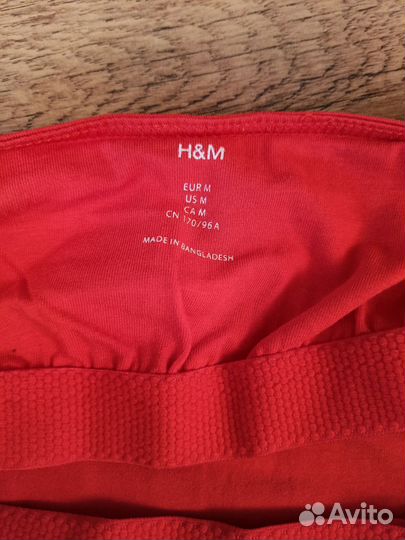 H&M
EUR M
US M
CA M
CN 170/96A
MADE IN BANGLADESH
Avito